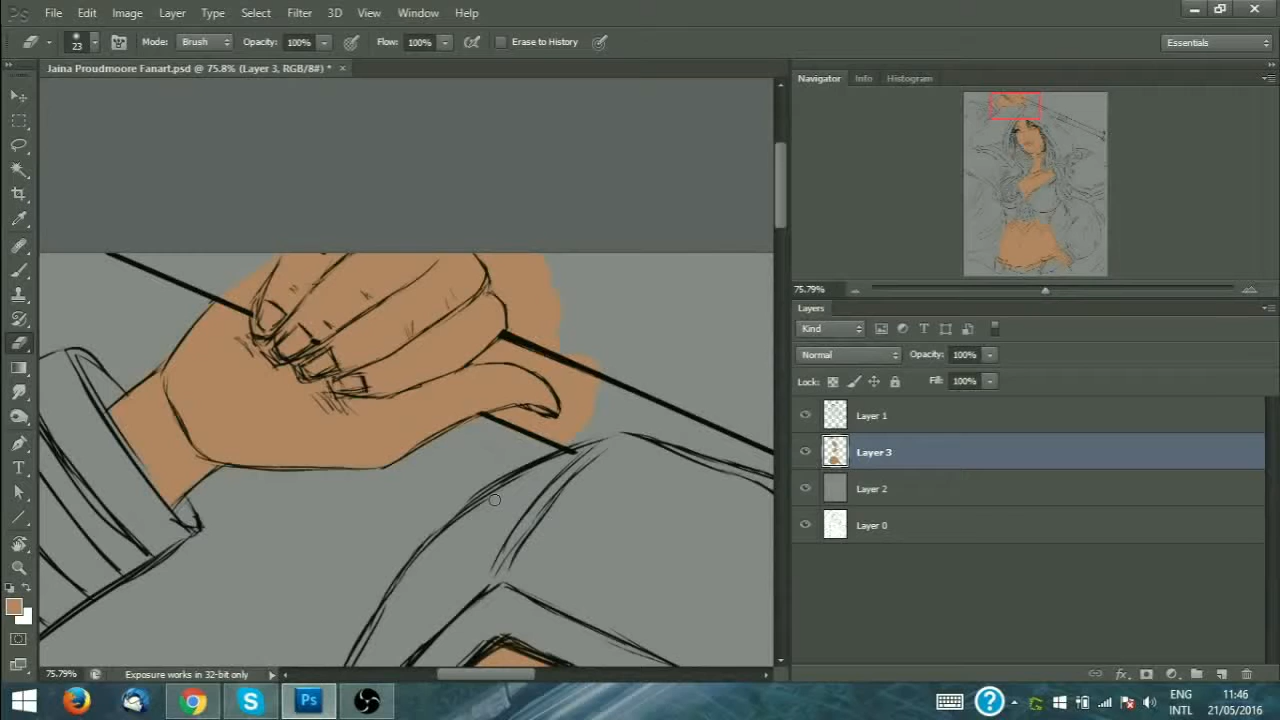 Ps File Edit Image Layer Type Select Filter 3D View Window Help
23 Mode: Brush Opacity: 100% Flow: 100% Erase to History Essentials
Jaina Proudmoore Fanart.psd @ 75.8% (Layer 3, RGB/8#) * ×
Navigator Info Histogram
75.79%
Layers
Kind
Normal Opacity: 100%
Lock: Fill: 100%
Layer 1
Layer 3
Layer 2
Layer 0
75.79% Exposure works in 32-bit only
ENG 11:46
INTL 21/05/2016